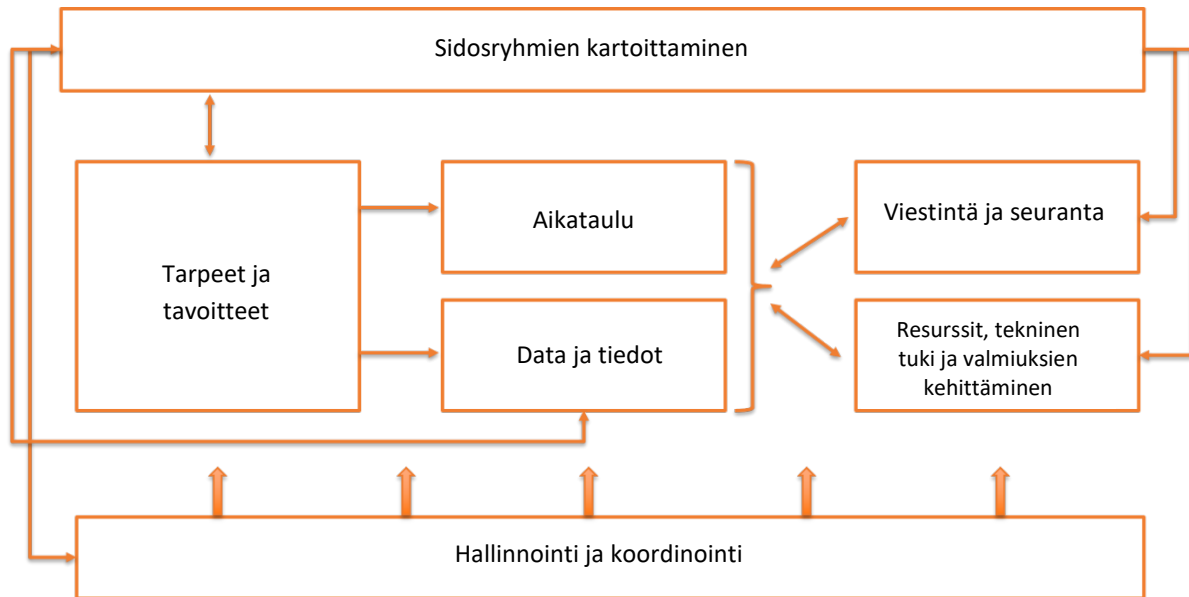 Sidosryhmien kartoittaminen
Tarpeet ja
tavoitteet
Aikataulu
Data ja tiedot
Viestintä ja seuranta
Resurssit, tekninen
tuki ja valmiuksien
kehittäminen
Hallinnointi ja koordinointi